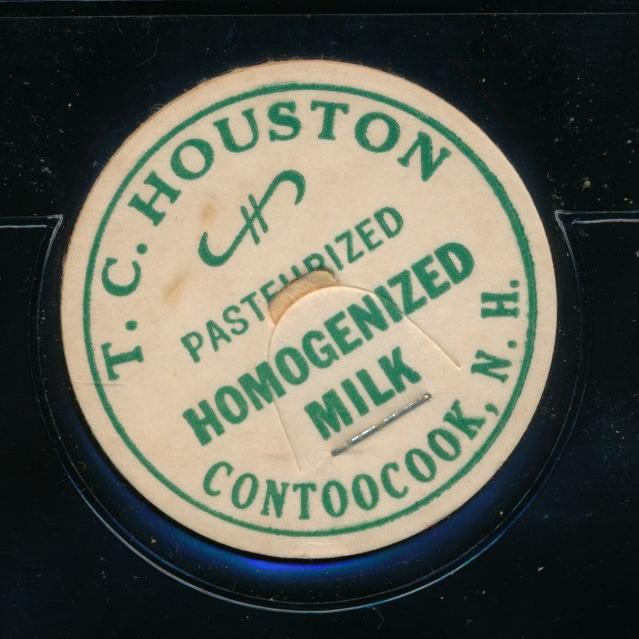 T. C. HOUSTON
H
PASTEURIZED
HOMOGENIZED
MILK
CONTOOCOOK, N. H.